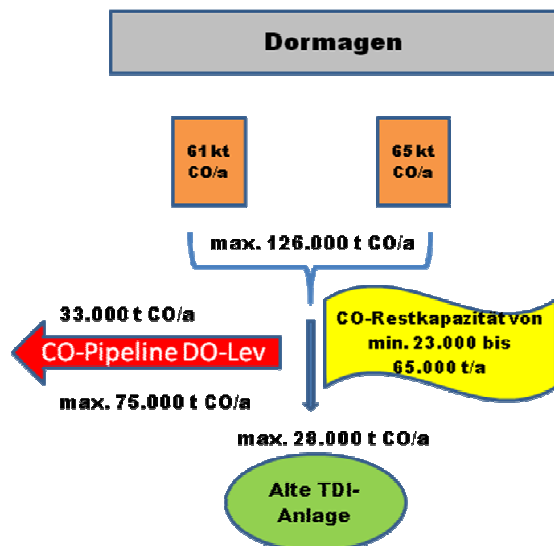 Dormagen
61 kt
CO/a
65 kt
CO/a
max. 126.000 t CO/a
33.000 t CO/a
CO-Pipeline DO-Lev
max. 75.000 t CO/a
CO-Restkapazität von
min. 23.000 bis
65.000 t/a
max. 28.000 t CO/a
Alte TDI-
Anlage